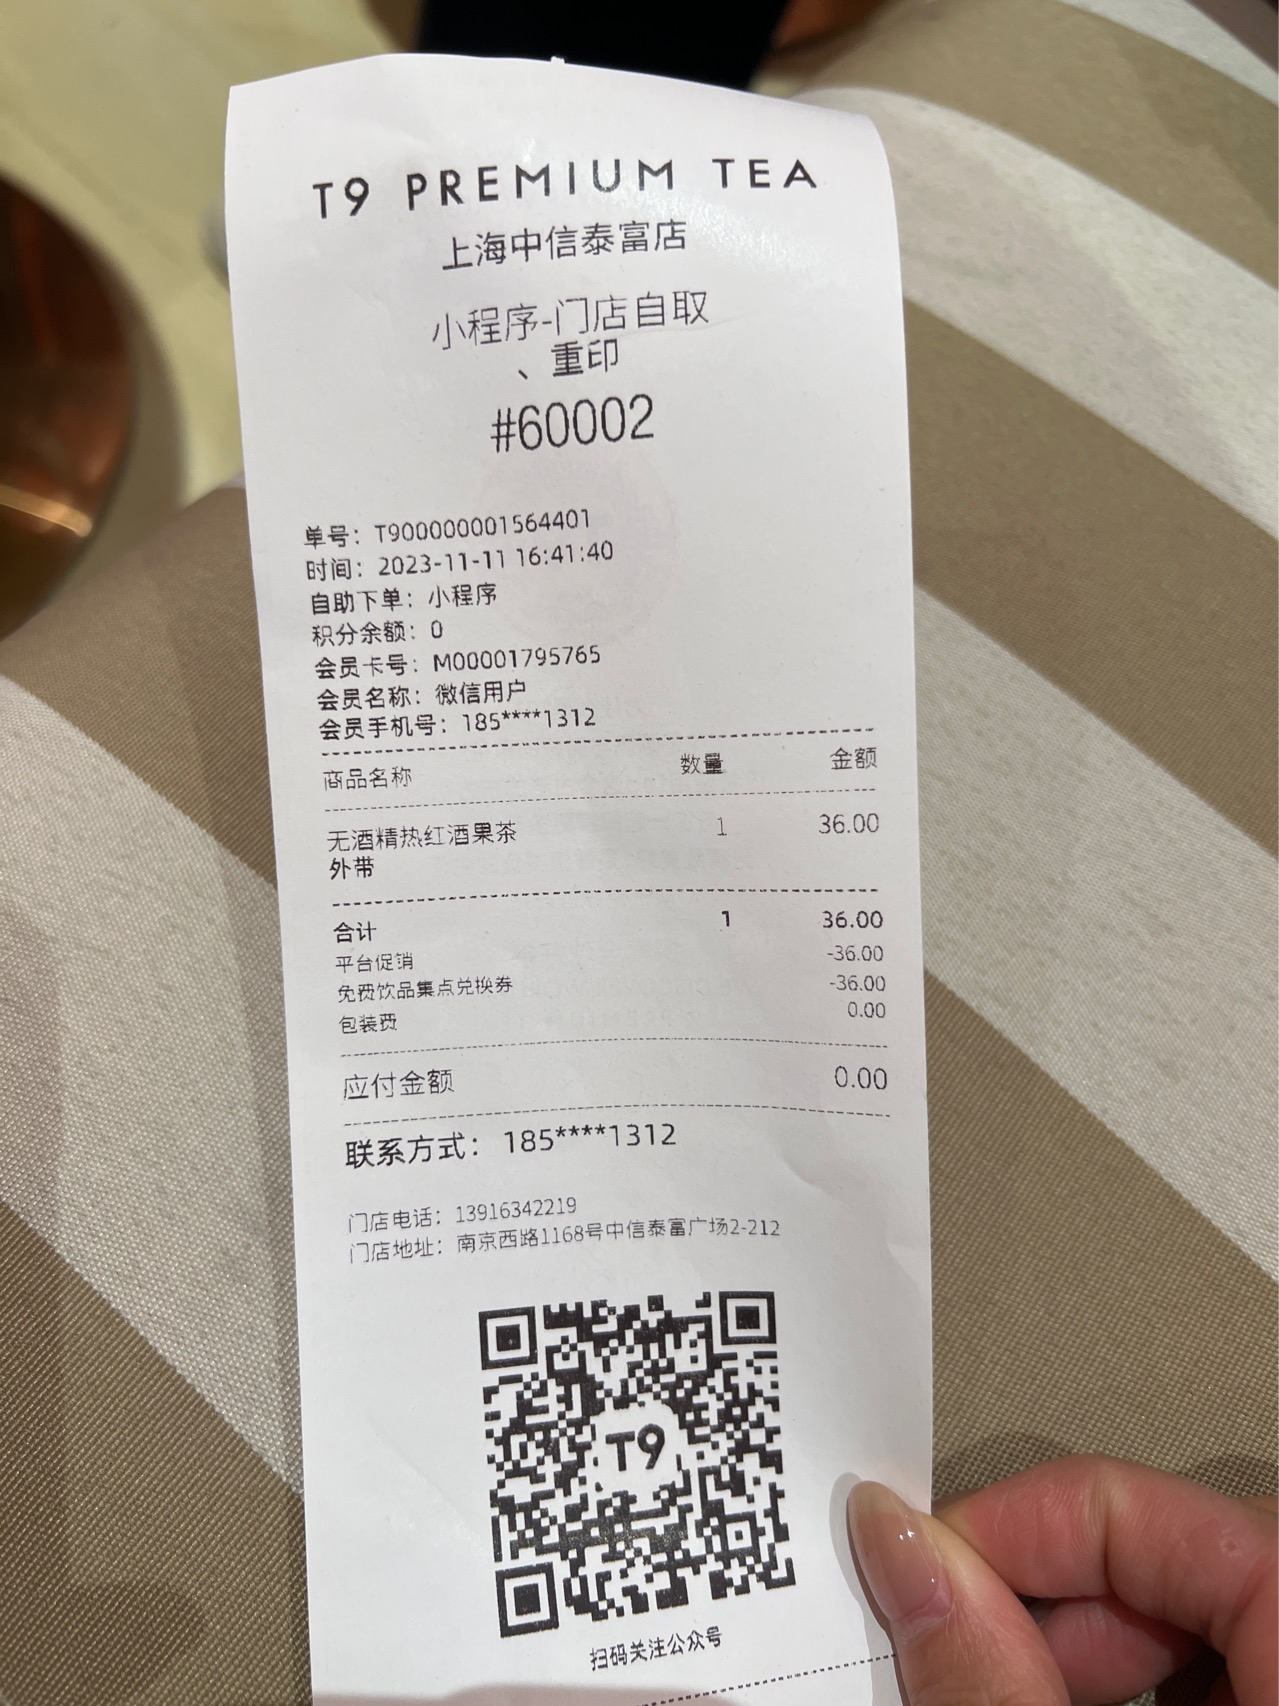 T9 PREMIUM TEA
上海中信泰富店
小程序-门店自取
、重印
#60002
单号：T900000001564401
时间：2023-11-11 16:41:40
自助下单：小程序
积分余额：0
会员卡号：M00001795765
会员名称：微信用户
会员手机号：185****1312
商品名称 数量 金额
无酒精热红酒果茶 1 36.00
外带
合计 1 36.00
平台促销 -36.00
免费饮品集点兑换券 -36.00
包装费 0.00
应付金额 0.00
联系方式：185****1312
门店电话：13916342219
门店地址：南京西路1168号中信泰富广场2-212
T9
扫码关注公众号